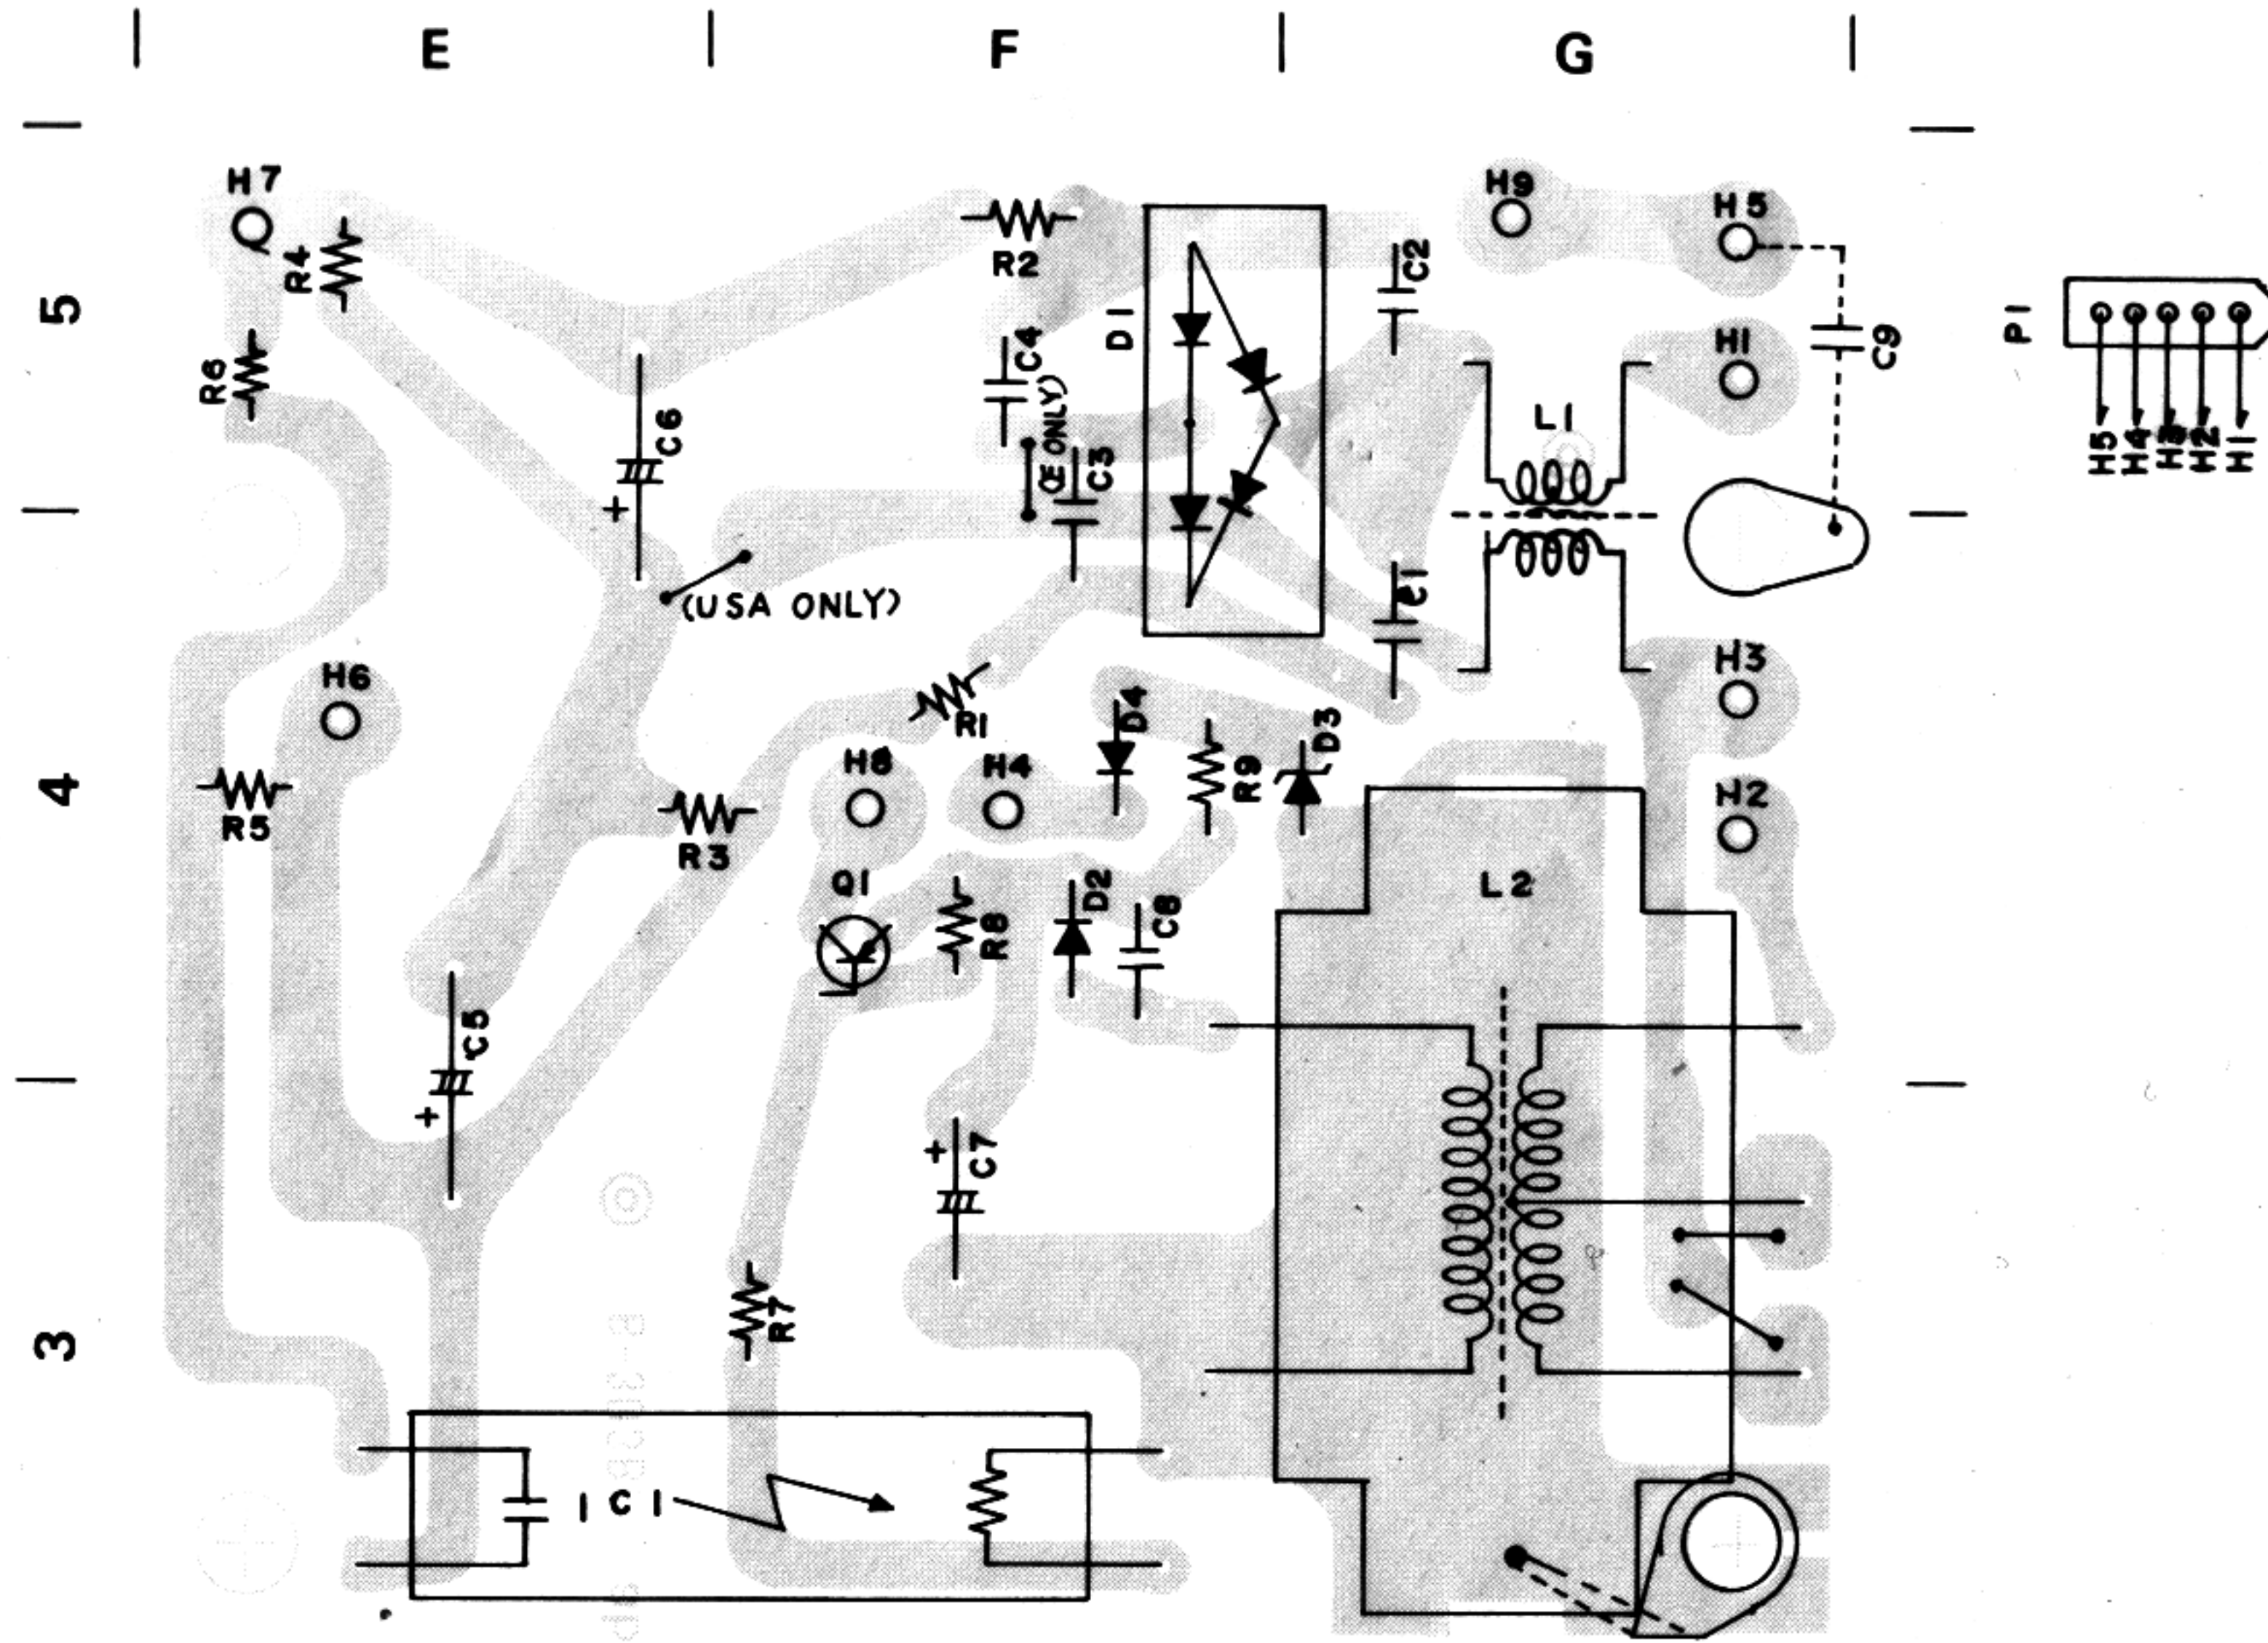 E F G
H7
H9
H5
R4
R2
C2
5
D1
P1
C4
H1
C9
R6
(Œ ONLY)
L1
C6
C3
H5 H4 H3 H2 H1
+
(USA ONLY)
C1
H3
H6
R1
D4
D3
H8
H4
R9
4
H2
R5
R3
Q1
D2
L2
R8
C8
C5
+
+
C7
R7
3
IC1